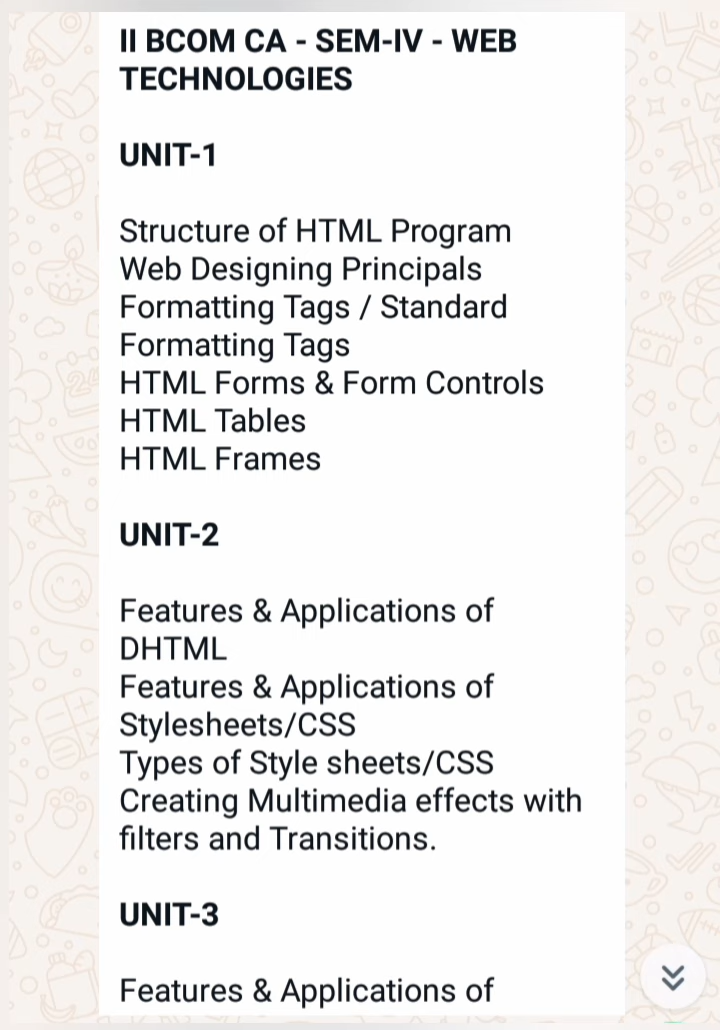 II BCOM CA - SEM-IV - WEB
TECHNOLOGIES
UNIT-1
Structure of HTML Program
Web Designing Principals
Formatting Tags / Standard
Formatting Tags
HTML Forms & Form Controls
HTML Tables
HTML Frames
UNIT-2
Features & Applications of
DHTML
Features & Applications of
Stylesheets/CSS
Types of Style sheets/CSS
Creating Multimedia effects with
filters and Transitions.
UNIT-3
Features & Applications of